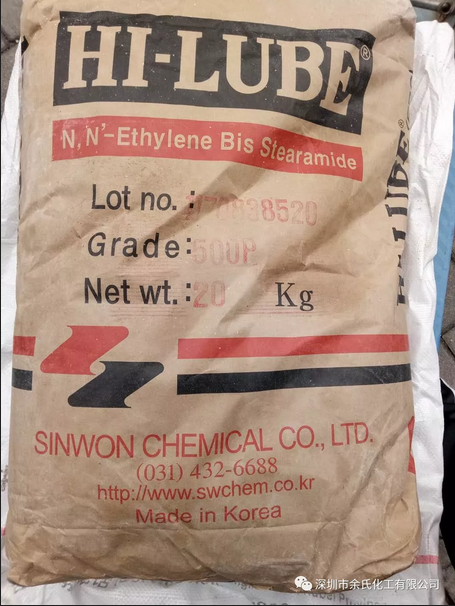 HI-LUBE®
N,N'-Ethylene Bis Stearamide
Lot no. :
Grade:
Net wt.: 20 Kg
HI-LUBE®
SINWON CHEMICAL CO., LTD.
(031) 432-6688
http://www.swchem.co.kr
Made in Korea
深圳市余氏化工有限公司